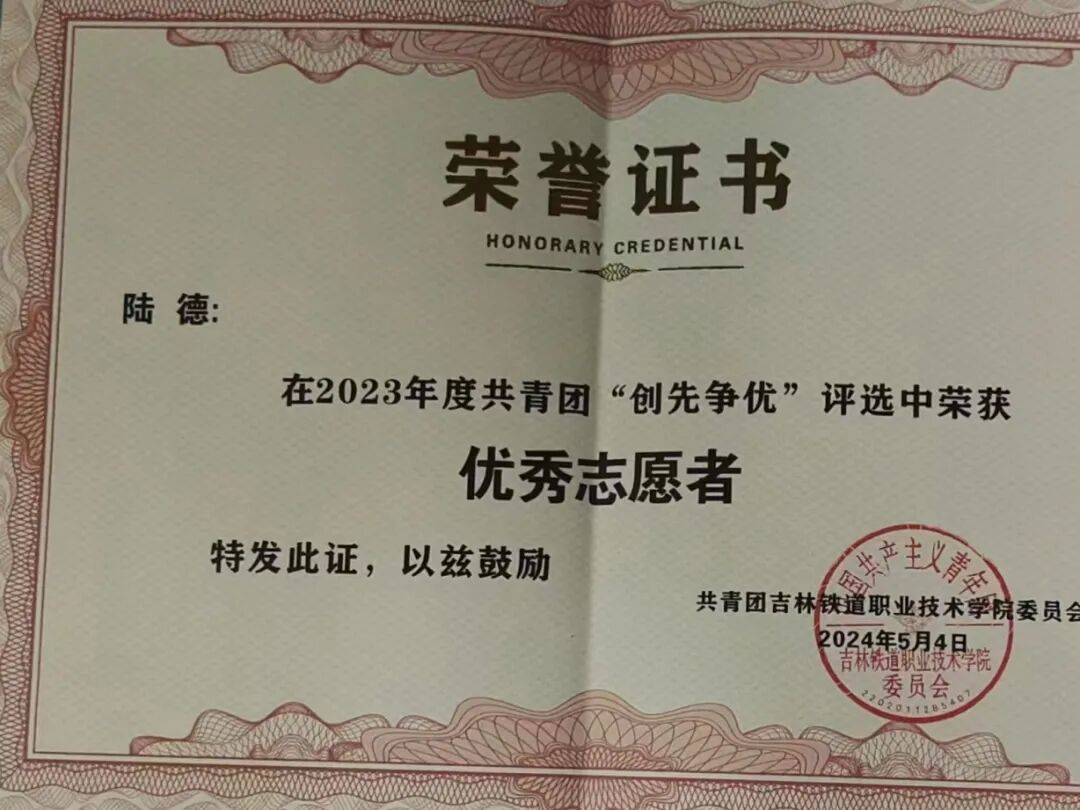 荣誉证书
HONORARY CREDENTIAL
陆 德:
在2023年度共青团“创先争优”评选中荣获
优秀志愿者
特发此证，以兹鼓励
共青团吉林铁道职业技术学院委员会
2024年5月4日
中国共产主义青年团
吉林铁道职业技术学院
委员会
2202011285407